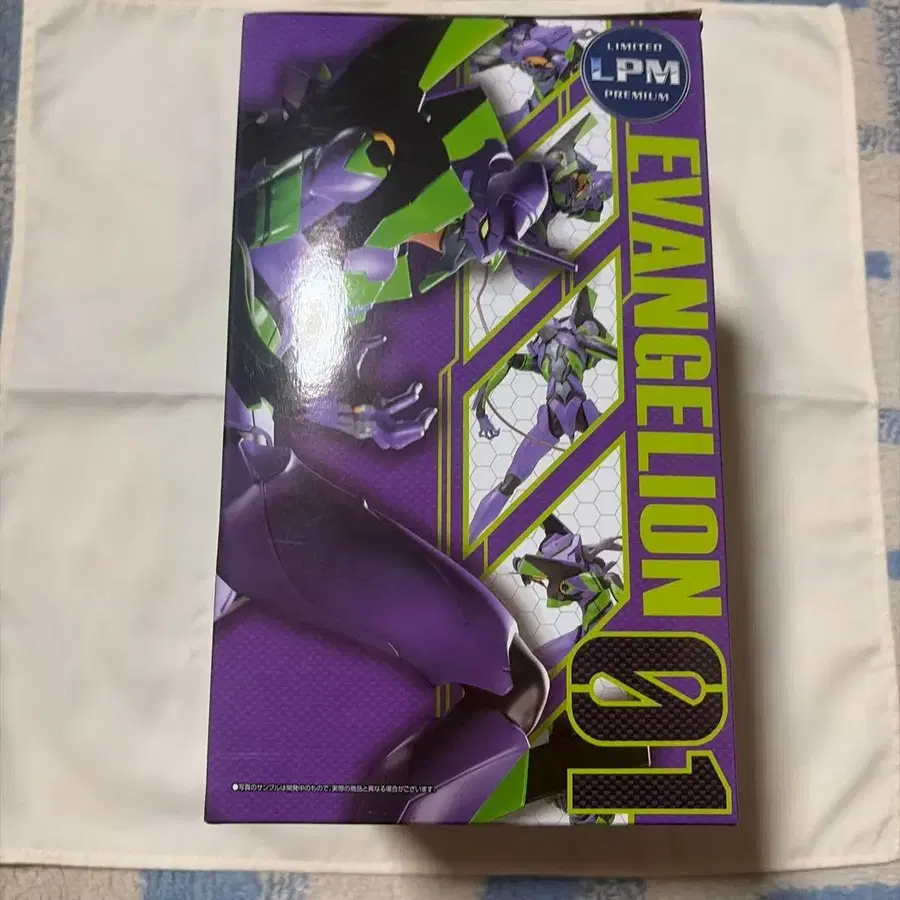 LIMITED
LPM
PREMIUM
EVANGELION 01
●写真のサンプルは開発中のもので、実際の商品と異なる場合がございます。